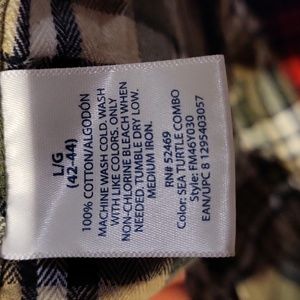 L/G
(42-44)
100% COTTON/ALGODÓN
MACHINE WASH COLD WASH
WITH LIKE COLORS. ONLY
NON-CHLORINE BLEACH WHEN
NEEDED. TUMBLE DRY LOW.
MEDIUM IRON.
RN# 52469
Color: SEA TURTLE COMBO
Style: FM46Y030
EAN/UPC 8 1295403057